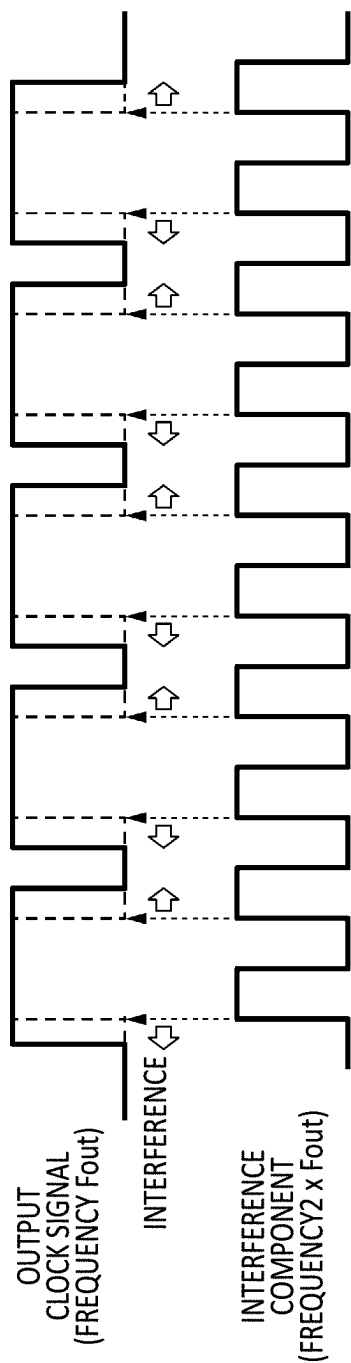 OUTPUT
CLOCK SIGNAL
(FREQUENCY Fout)
INTERFERENCE
INTERFERENCE
COMPONENT
(FREQUENCY2 x Fout)